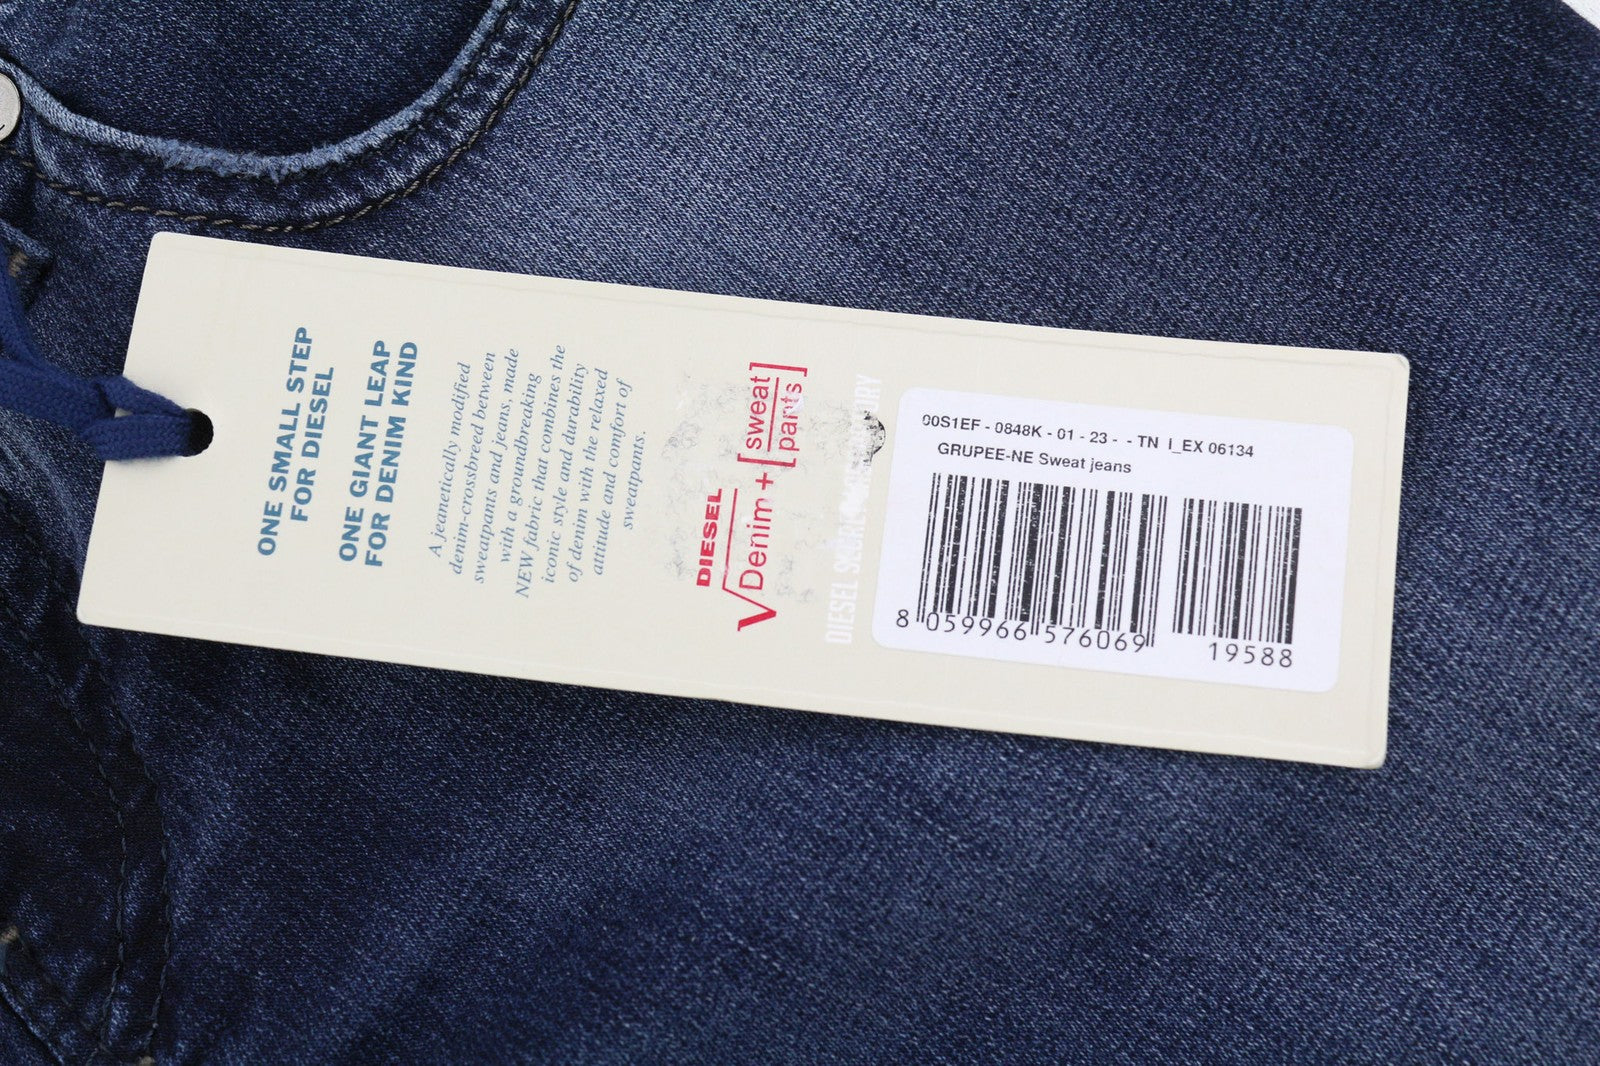 ONE SMALL STEP
FOR DIESEL
ONE GIANT LEAP
FOR DENIM KIND
A jeanetically modified
denim-crossbreed between
sweatpants and jeans, made
with a groundbreaking
NEW fabric that combines the
iconic style and durability
of denim with the relaxed
attitude and comfort of
sweatpants.
DIESEL
√Denim + [sweat
pants]
DIESEL
00S1EF - 0848K - 01 - 23 - - TN I_EX 06134
GRUPEE-NE Sweat jeans
8 059966 576069
19588